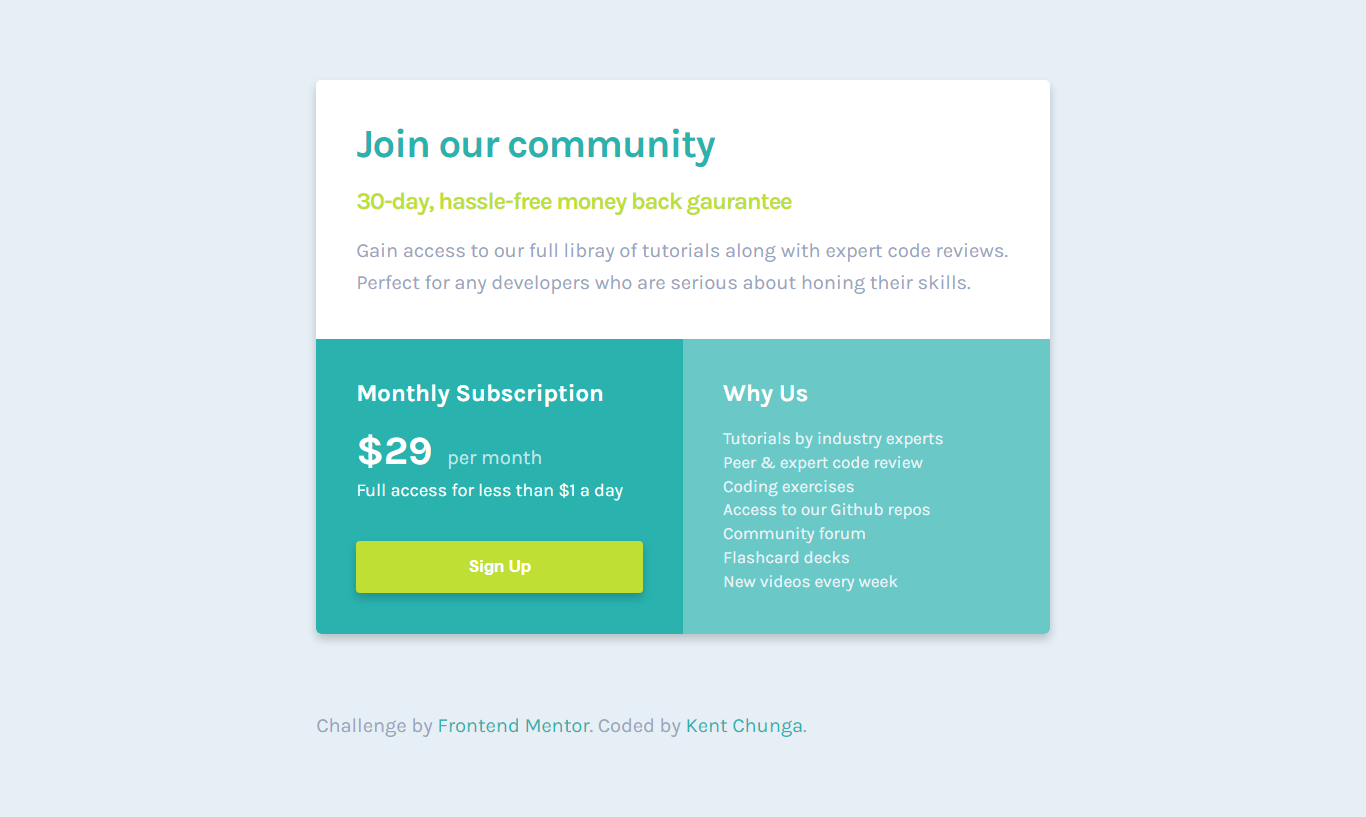 Join our community
30-day, hassle-free money back gaurantee
Gain access to our full libray of tutorials along with expert code reviews.
Perfect for any developers who are serious about honing their skills.
Monthly Subscription
$29 per month
Full access for less than $1 a day
Sign Up
Why Us
Tutorials by industry experts
Peer & expert code review
Coding exercises
Access to our Github repos
Community forum
Flashcard decks
New videos every week
Challenge by Frontend Mentor. Coded by Kent Chunga.